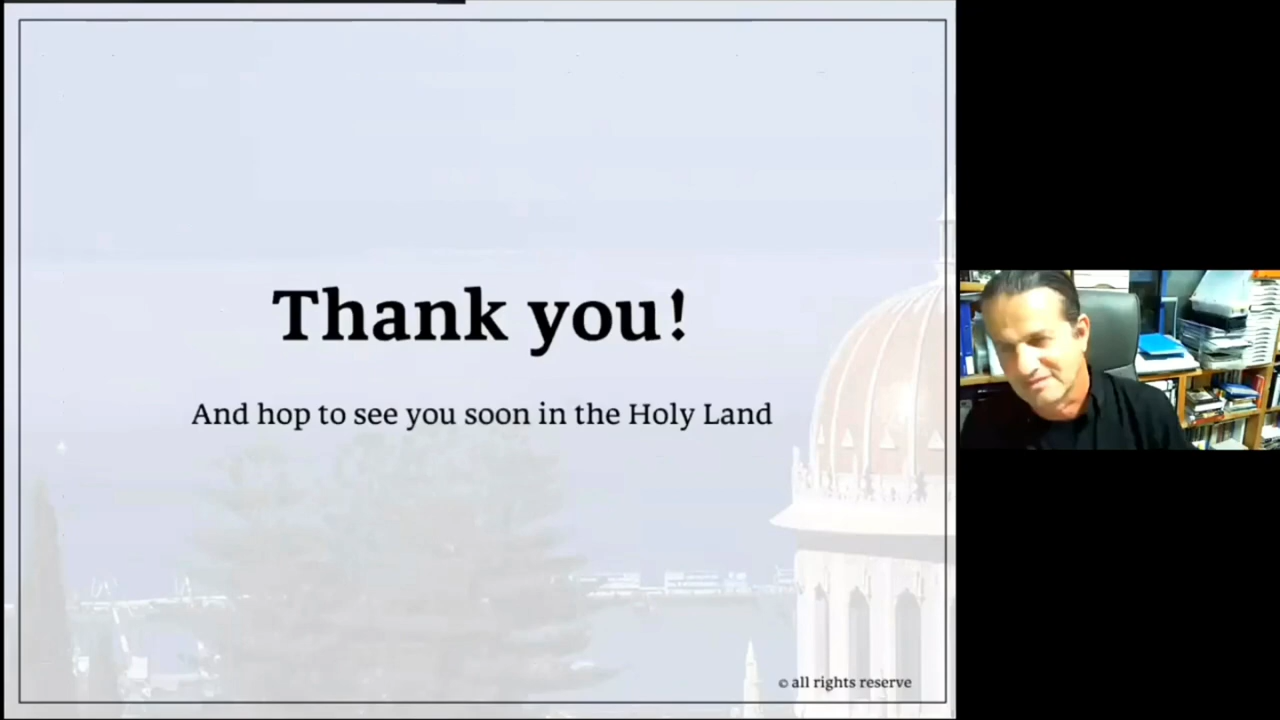 Thank you!
And hop to see you soon in the Holy Land
© all rights reserve